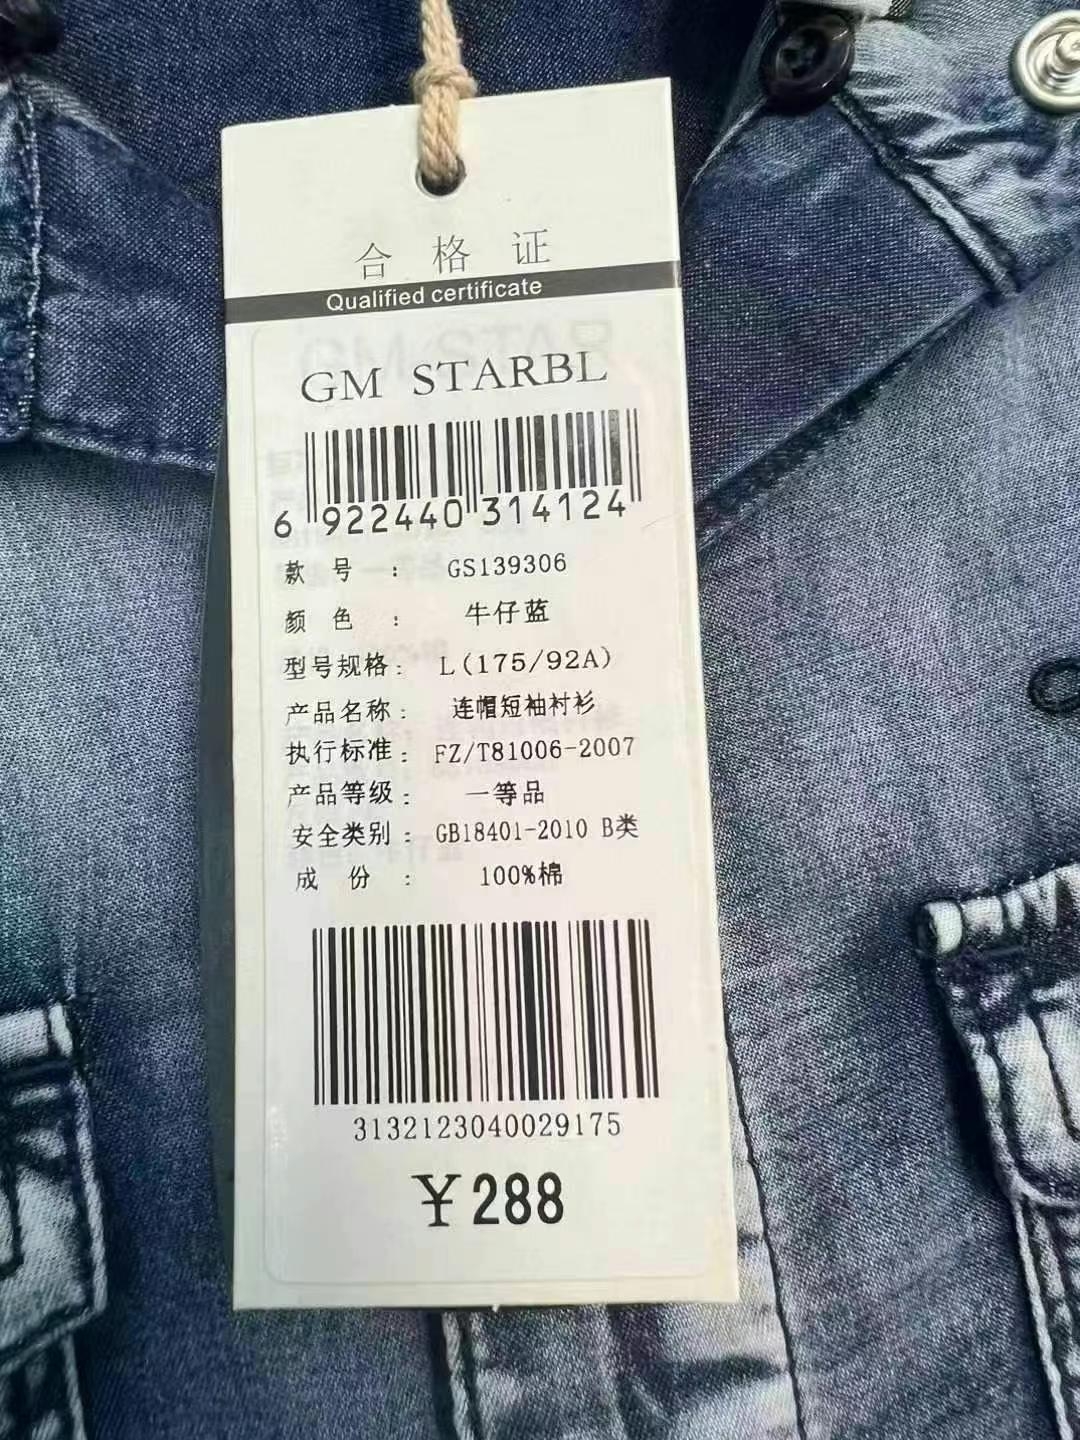 合格证
Qualified certificate
GM STARBL
6 922440 314124
款号： GS139306
颜色： 牛仔蓝
型号规格： L(175/92A)
产品名称： 连帽短袖衬衫
执行标准： FZ/T81006-2007
产品等级： 一等品
安全类别： GB18401-2010 B类
成份： 100%棉
3132123040029175
￥288